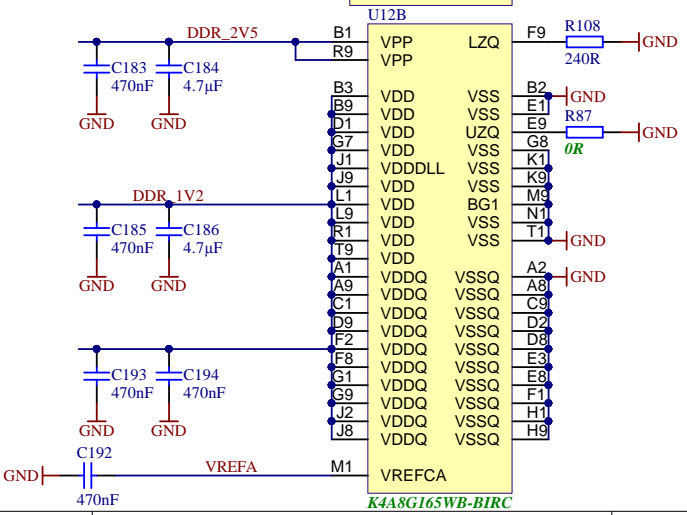 U12B
DDR_2V5 B1 VPP LZQ F9 R108 GND
R9 VPP 240R
C183 C184
470nF 4.7µF
B3 VDD VSS B2 GND
B9 VDD VSS E1
R87
GND GND D1 VDD UZQ E9 GND
G7 VDD VSS G8 0R
J1 VDDDLL VSS K1
J9 VDD VSS K9
DDR_1V2 L1 VDD BG1 M9
L9 VDD VSS N1
C185 C186 R1 VDD VSS T1 GND
470nF 4.7µF T9 VDD
A1 VDDQ VSSQ A2 GND
GND GND A9 VDDQ VSSQ A8
C1 VDDQ VSSQ C9
D9 VDDQ VSSQ D2
F2 VDDQ VSSQ D8
F8 VDDQ VSSQ E3
C193 C194 G1 VDDQ VSSQ E8
470nF 470nF G9 VDDQ VSSQ F1
J2 VDDQ VSSQ H1
GND GND J8 VDDQ VSSQ H9
C192
GND VREFA M1 VREFCA
470nF K4A8G165WB-BIRC